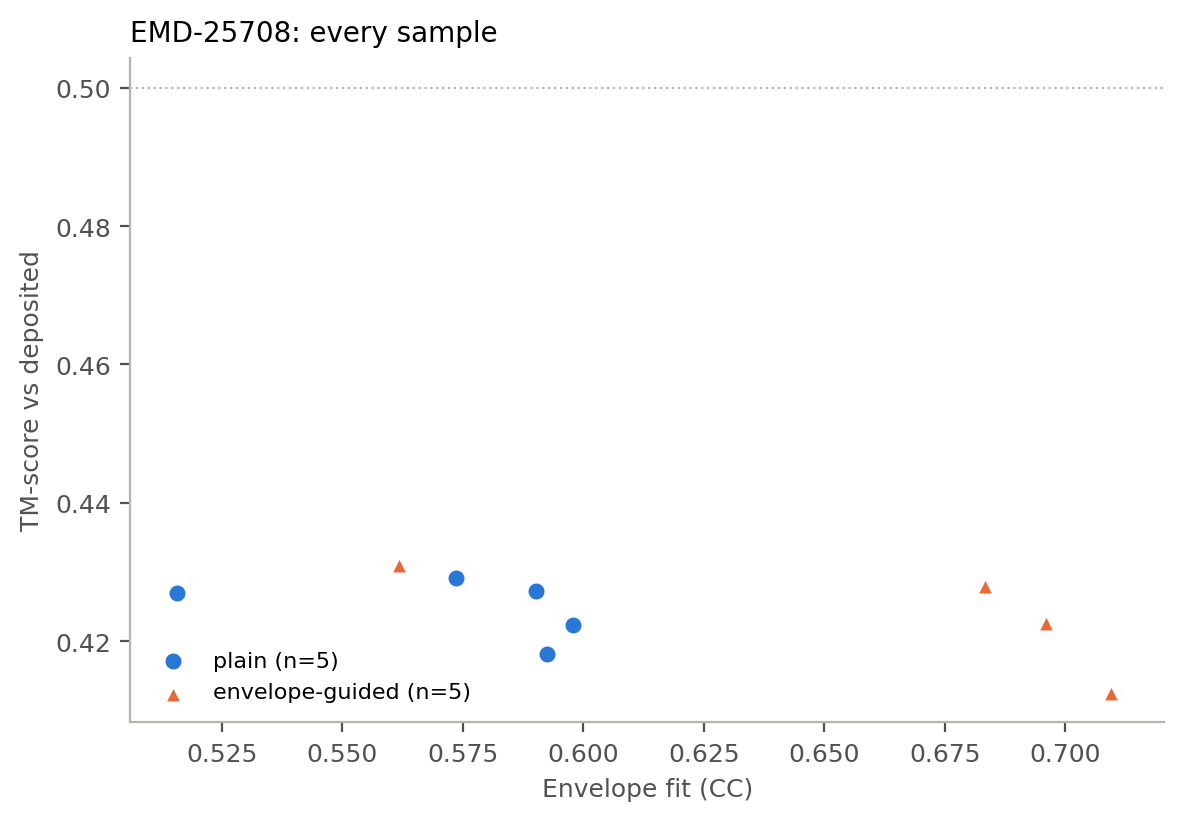 EMD-25708: every sample
TM-score vs deposited
0.50
0.48
0.46
0.44
0.42
plain (n=5)
envelope-guided (n=5)
0.525 0.550 0.575 0.600 0.625 0.650 0.675 0.700
Envelope fit (CC)